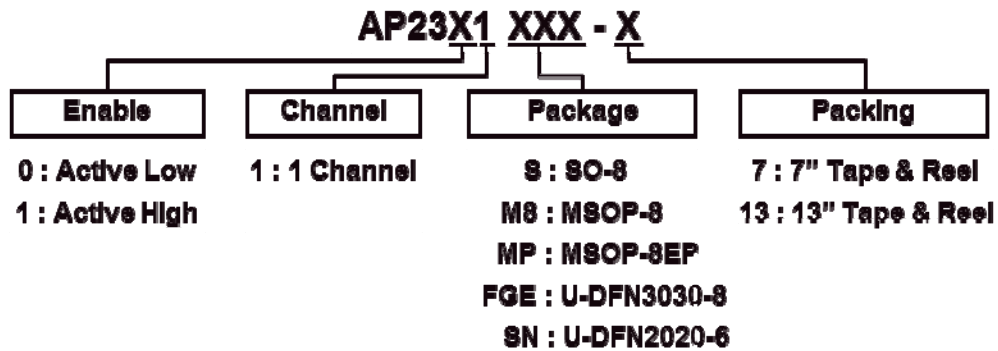 AP23X1 XXX - X
Enable Channel Package Packing
0 : Active Low 1 : 1 Channel S : SO-8 7 : 7" Tape & Reel
1 : Active High M8 : MSOP-8 13 : 13" Tape & Reel
MP : MSOP-8EP
FGE : U-DFN3030-8
SN : U-DFN2020-6